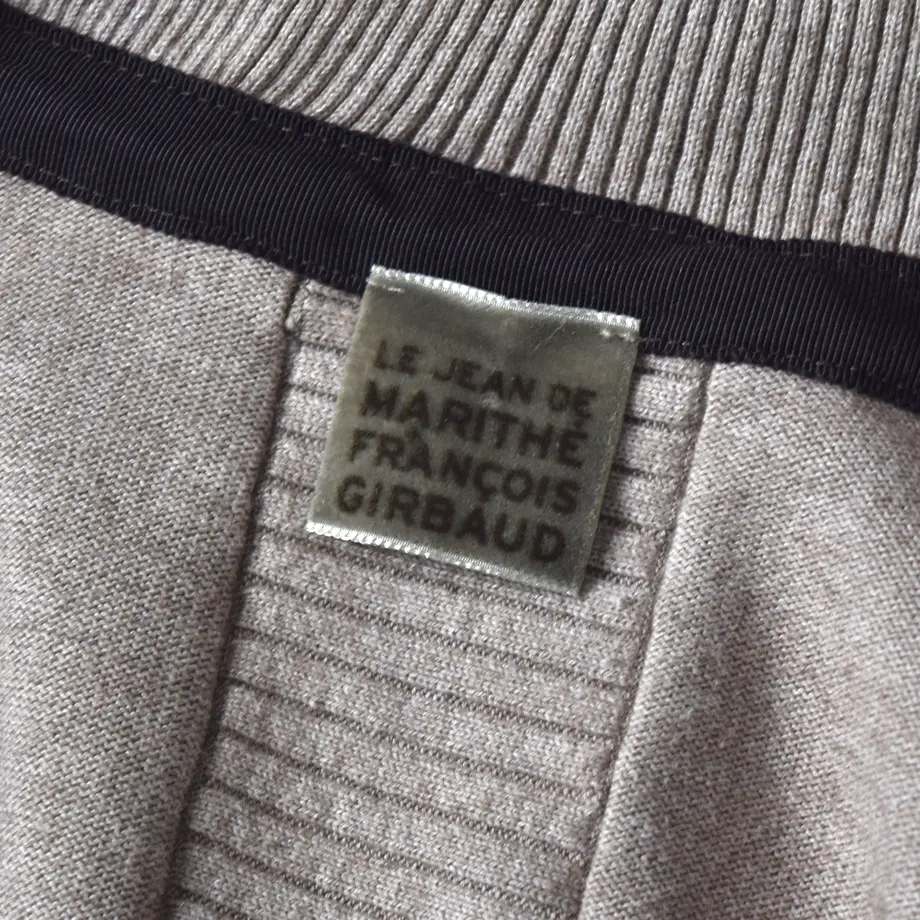 LE JEAN DE
MARITHÉ
FRANÇOIS
GIRBAUD